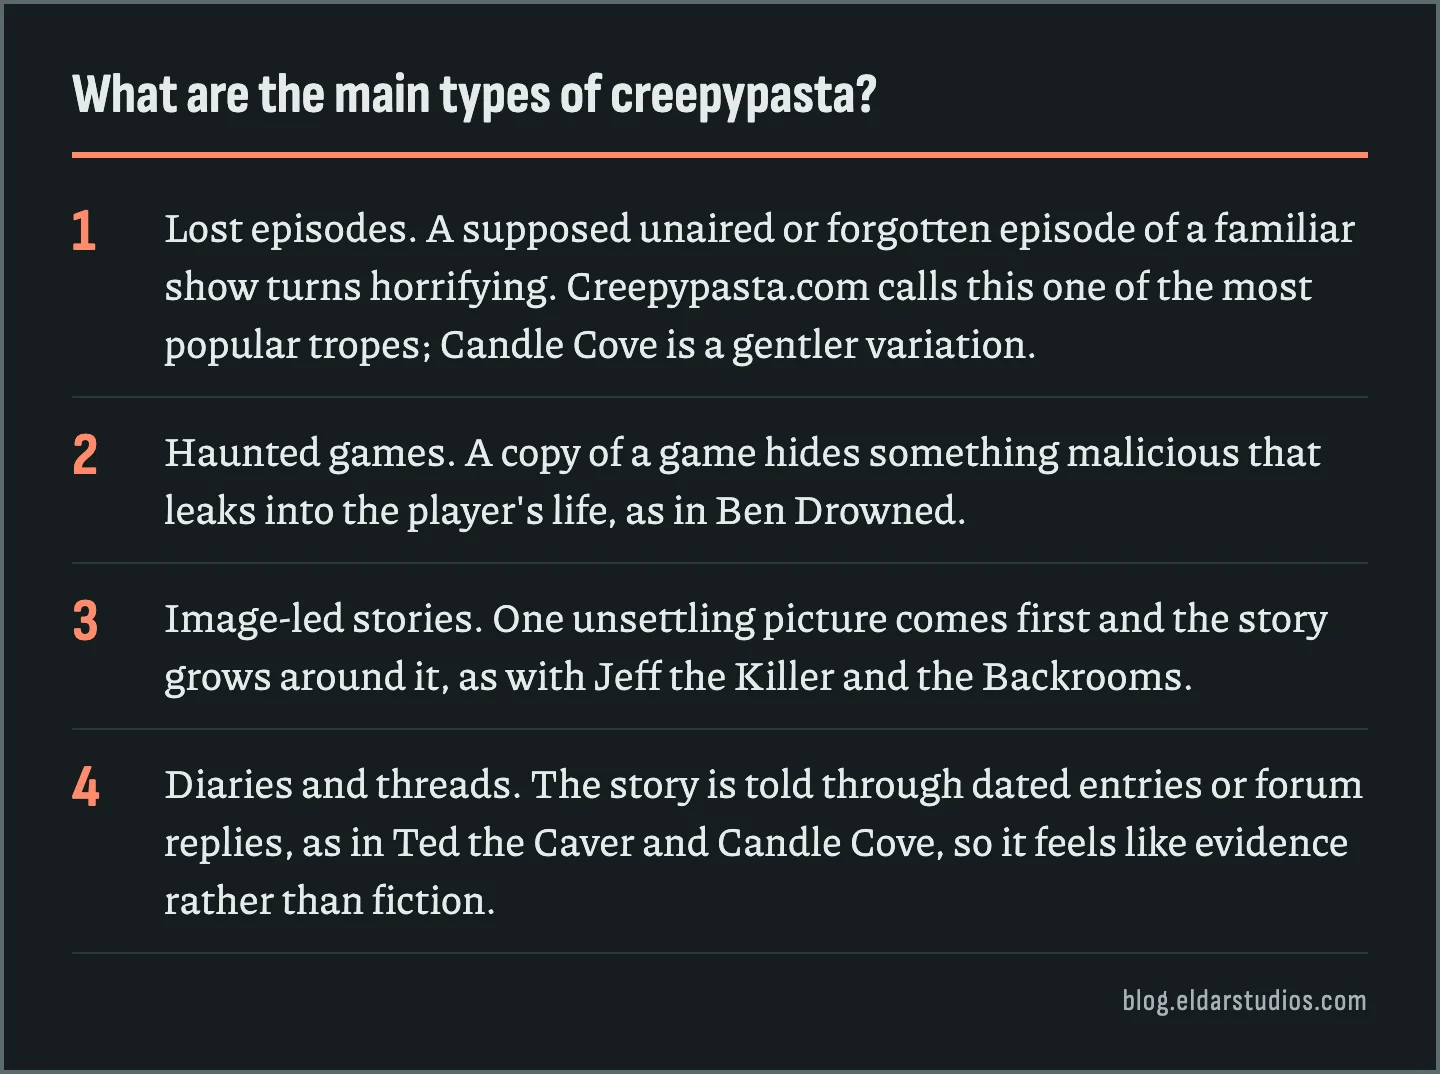 What are the main types of creepypasta?
1
Lost episodes. A supposed unaired or forgotten episode of a familiar
show turns horrifying. Creepypasta.com calls this one of the most
popular tropes; Candle Cove is a gentler variation.
2
Haunted games. A copy of a game hides something malicious that
leaks into the player's life, as in Ben Drowned.
3
Image-led stories. One unsettling picture comes first and the story
grows around it, as with Jeff the Killer and the Backrooms.
4
Diaries and threads. The story is told through dated entries or forum
replies, as in Ted the Caver and Candle Cove, so it feels like evidence
rather than fiction.
blog.eldarstudios.com